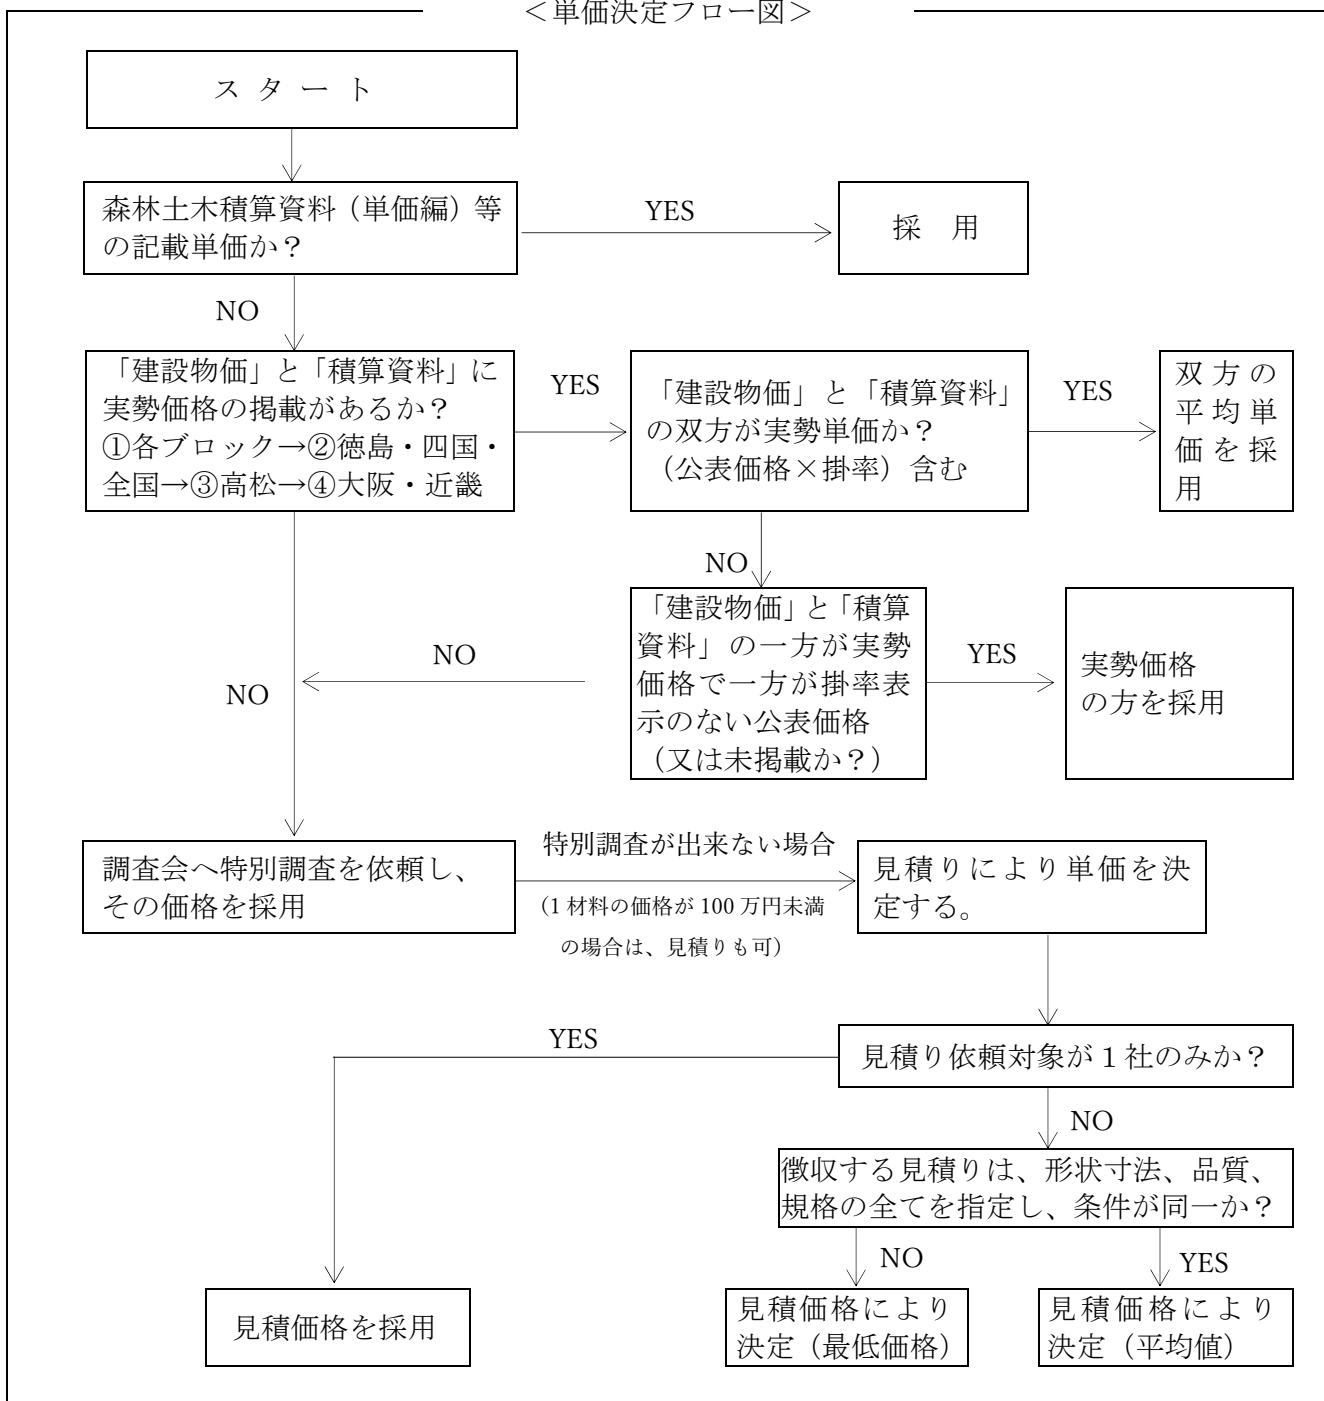 ＜単価決定フロー図＞
スタート
森林土木積算資料（単価編）等
の記載単価か？
YES
採　用
NO
「建設物価」と「積算資料」に
実勢価格の掲載があるか？
①各ブロック→②徳島・四国・
全国→③高松→④大阪・近畿
YES
「建設物価」と「積算資料」
の双方が実勢単価か？
（公表価格×掛率）含む
YES
双方の
平均単
価を採
用
NO
「建設物価」と「積算
資料」の一方が実勢
価格で一方が掛率表
示のない公表価格
（又は未掲載か？）
YES
実勢価格
の方を採用
NO
NO
調査会へ特別調査を依頼し、
その価格を採用
特別調査が出来ない場合
（1 材料の価格が 100 万円未満
の場合は、見積りも可）
見積りにより単価を決
定する。
見積り依頼対象が１社のみか？
YES
NO
徴収する見積りは、形状寸法、品質、
規格の全てを指定し、条件が同一か？
NO
YES
見積価格を採用
見積価格により
決定（最低価格）
見積価格により
決定（平均値）